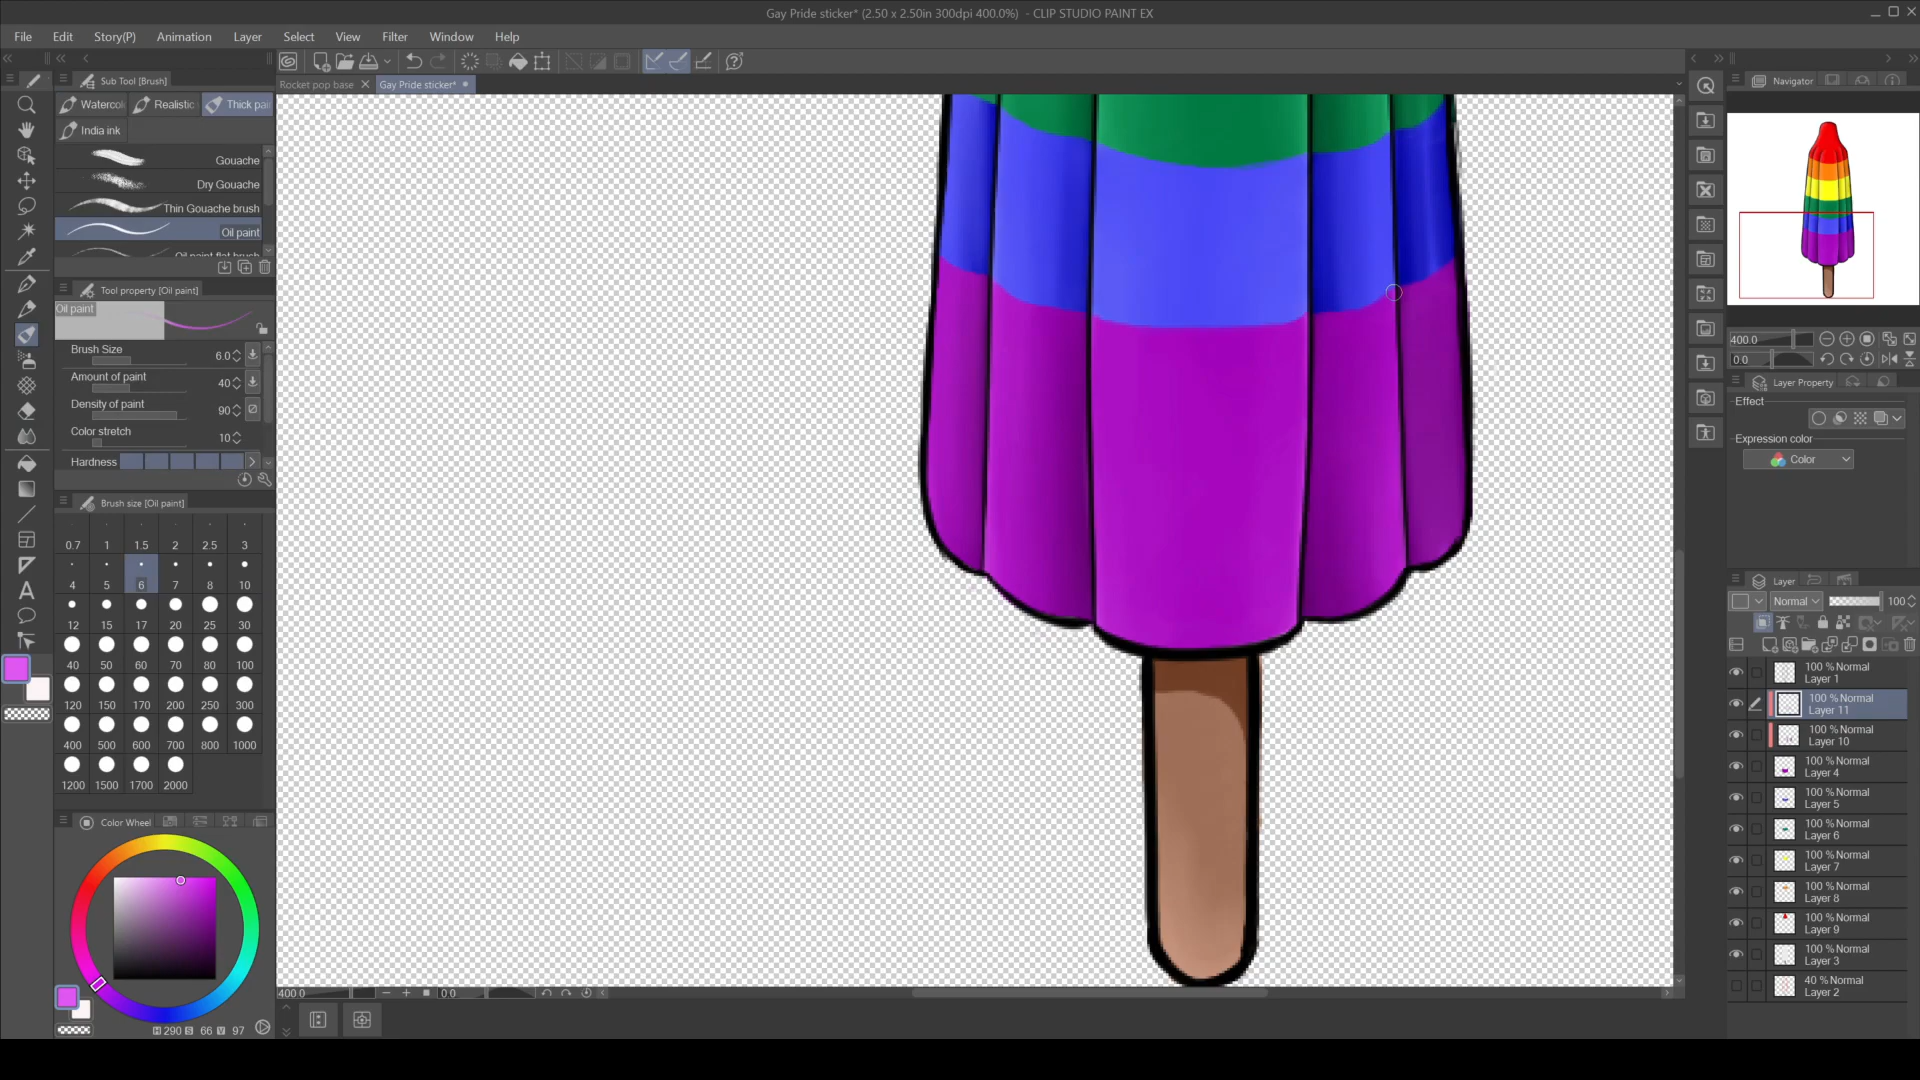 Gay Pride sticker* (2.50 x 2.50in 300dpi 400.0%) - CLIP STUDIO PAINT EX
File Edit Story(P) Animation Layer Select View Filter Window Help
Sub Tool [Brush]
Rocket pop base Gay Pride sticker*
Navigator
Watercol Realistic Thick pai
India ink
Gouache
Dry Gouache
Thin Gouache brush
Oil paint
Oil paint flat brush
Tool property [Oil paint]
Oil paint
Brush Size 6.0
Amount of paint 40
Density of paint 90
Color stretch 10
Hardness
Brush size [Oil paint]
0.7 1 1.5 2 2.5 3
4 5 6 7 8 10
12 15 17 20 25 30
40 50 60 70 80 100
120 150 170 200 250 300
400 500 600 700 800 1000
1200 1500 1700 2000
Color Wheel
H 290 S 66 V 97
400.0 0 0
400.0
0 0
Layer Property
Effect
Expression color
Color
Layer
Normal 100
100 % Normal
Layer 1
100 % Normal
Layer 11
100 % Normal
Layer 10
100 % Normal
Layer 4
100 % Normal
Layer 5
100 % Normal
Layer 6
100 % Normal
Layer 7
100 % Normal
Layer 8
100 % Normal
Layer 9
100 % Normal
Layer 3
40 % Normal
Layer 2